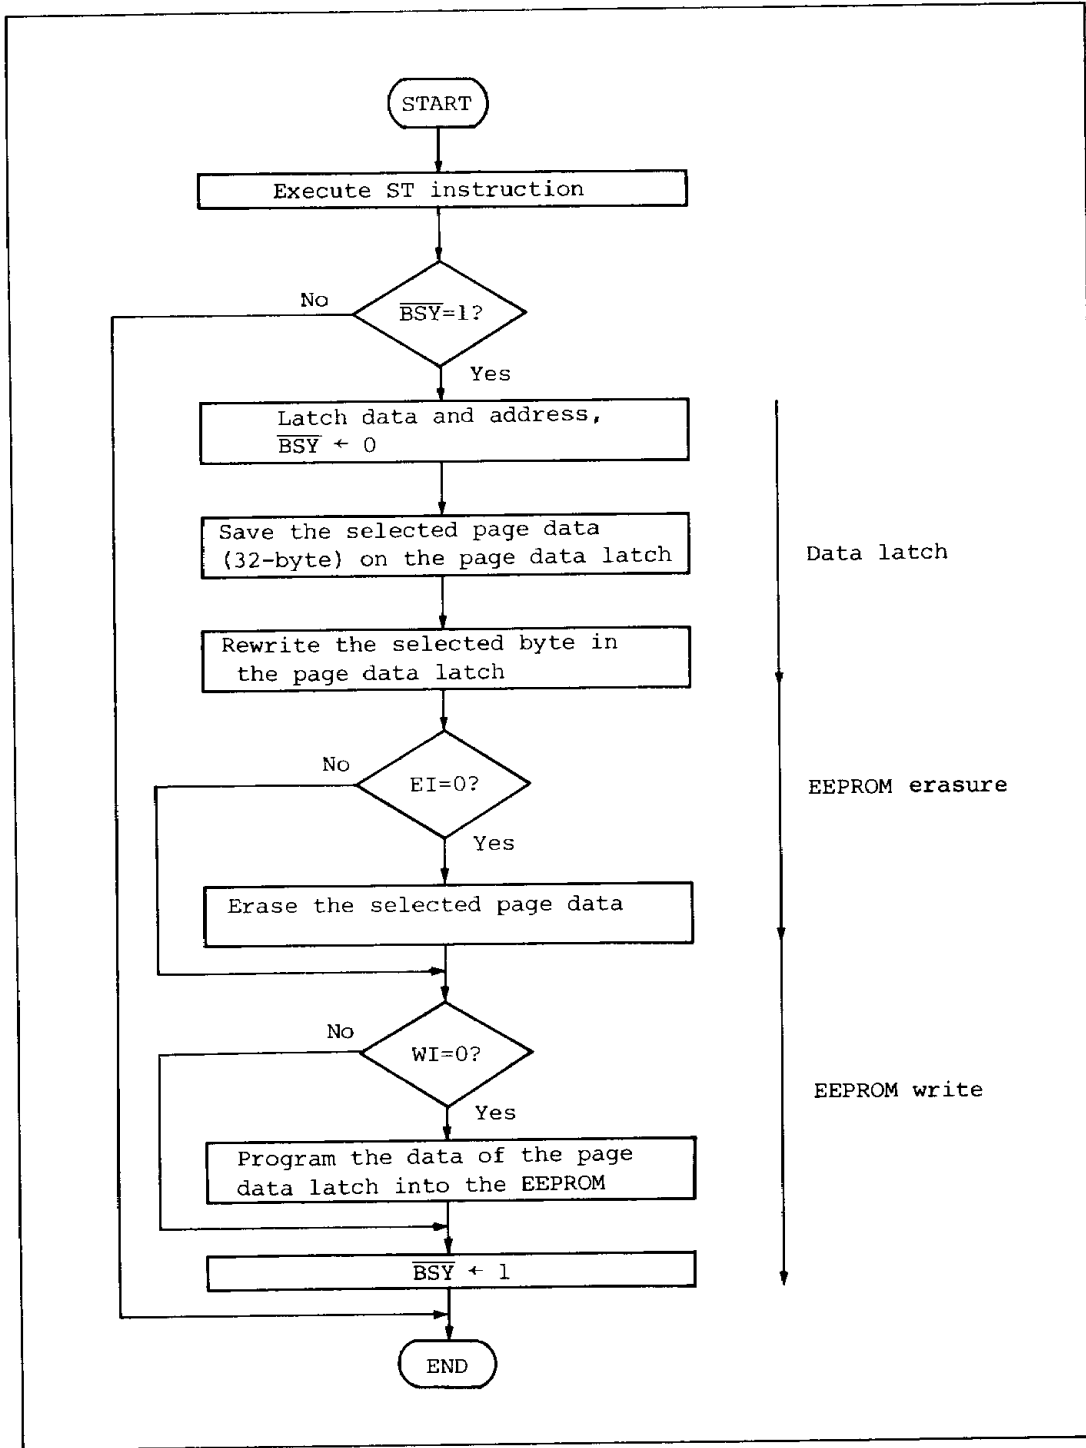 START
Execute ST instruction
No
B̅S̅Y̅=1?
Yes
Latch data and address,
B̅S̅Y̅ ← 0
Save the selected page data
(32-byte) on the page data latch
Data latch
Rewrite the selected byte in
the page data latch
No
EI=0?
EEPROM erasure
Yes
Erase the selected page data
No
WI=0?
EEPROM write
Yes
Program the data of the page
data latch into the EEPROM
B̅S̅Y̅ ← 1
END